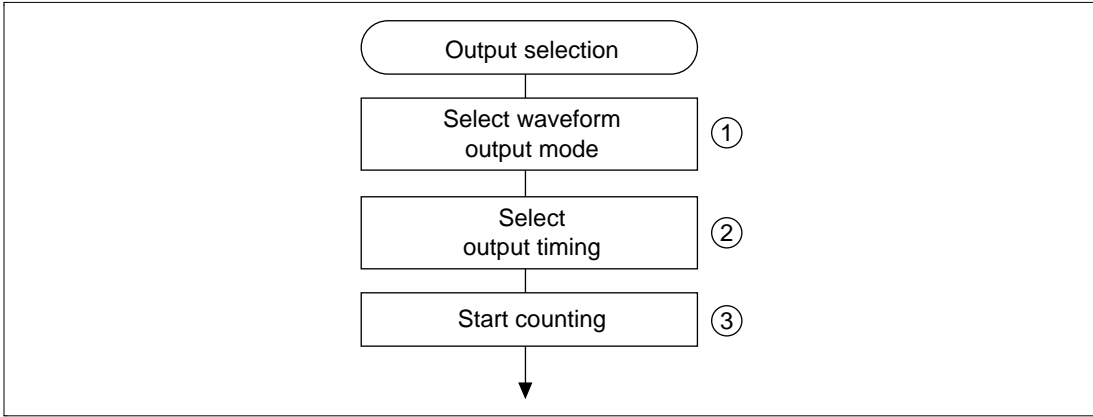 Output selection
Select waveform
output mode
①
Select
output timing
②
Start counting
③